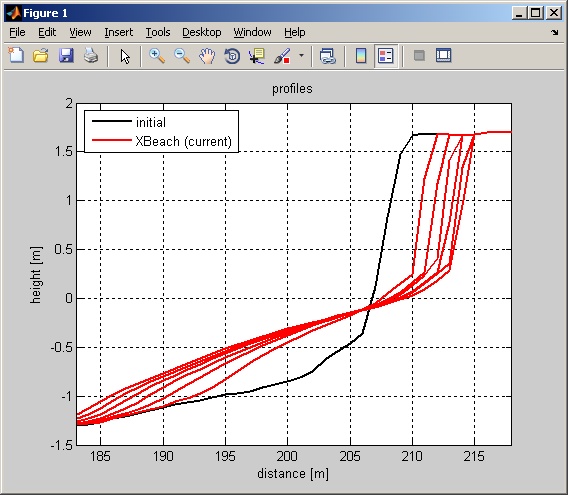 Figure 1
File Edit View Insert Tools Desktop Window Help
profiles
initial
XBeach (current)
2
1.5
1
0.5
0
-0.5
-1
-1.5
height [m]
185 190 195 200 205 210 215
distance [m]